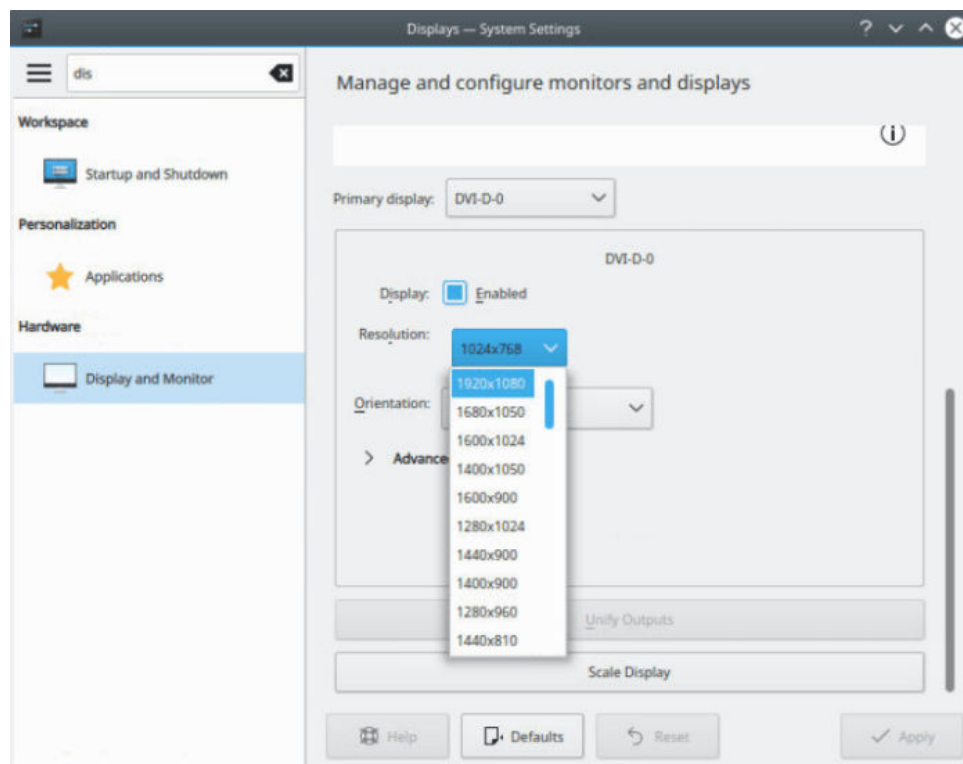 Displays — System Settings
dis
Manage and configure monitors and displays
Workspace
Startup and Shutdown
Primary display: DVI-D-0
Personalization
DVI-D-0
Applications
Display: Enabled
Hardware
Resolution: 1024x768
Display and Monitor
1920x1080
Orientation:
1680x1050
1600x1024
Advance
1400x1050
1600x900
1280x1024
1440x900
1400x900
1280x960
Unify Outputs
1440x810
Scale Display
Help Defaults Reset Apply